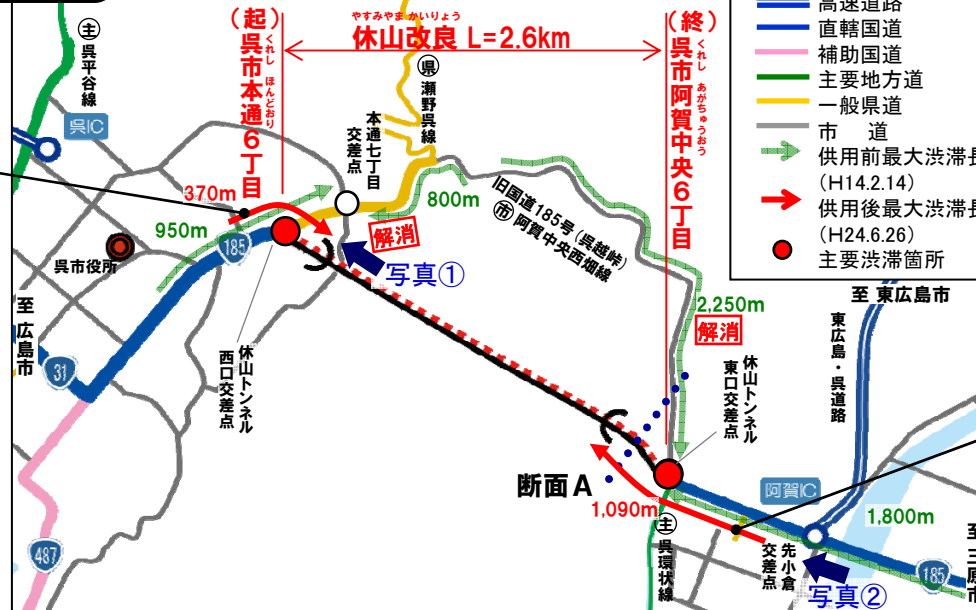 (起)
呉市本通6丁目
くれし ほんどおり
やすみやま かいりょう
休山改良 L=2.6km
(終)
呉市阿賀中央6丁目
くれし あがちゅうおう
高速道路
直轄国道
補助国道
主要地方道
一般県道
市 道
供用前最大渋滞長
(H14.2.14)
供用後最大渋滞長
(H24.6.26)
主要渋滞箇所
主 呉平谷線
呉IC
県 瀬野呉線
本通七丁目
交差点
370m
950m
800m
解消
185
呉市役所
写真①
旧国道185号(呉越峠)
市 阿賀中央西畑線
2,250m
解消
至 東広島市
東広島・呉道路
至 広島市
31
休山トンネル
西口交差点
休山トンネル
東口交差点
断面A
1,090m
阿賀IC
1,800m
主 呉環状線
先小倉
交差点
写真②
487
185
至 三原市